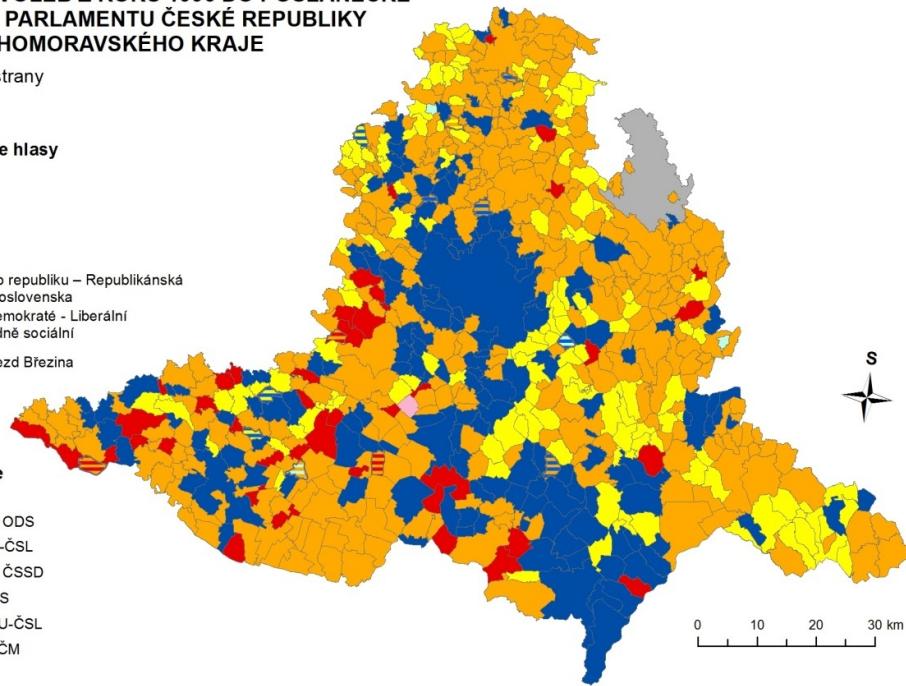 PARLAMENTU ČESKÉ REPUBLIKY
HOMORAVSKÉHO KRAJE
strany
e hlasy
o republiku – Republikánská
oslovenska
emokraté - Liberální
dně sociální
ezd Březina
e
ODS
-ČSL
ČSSD
S
U-ČSL
ČM
S
0 10 20 30 km